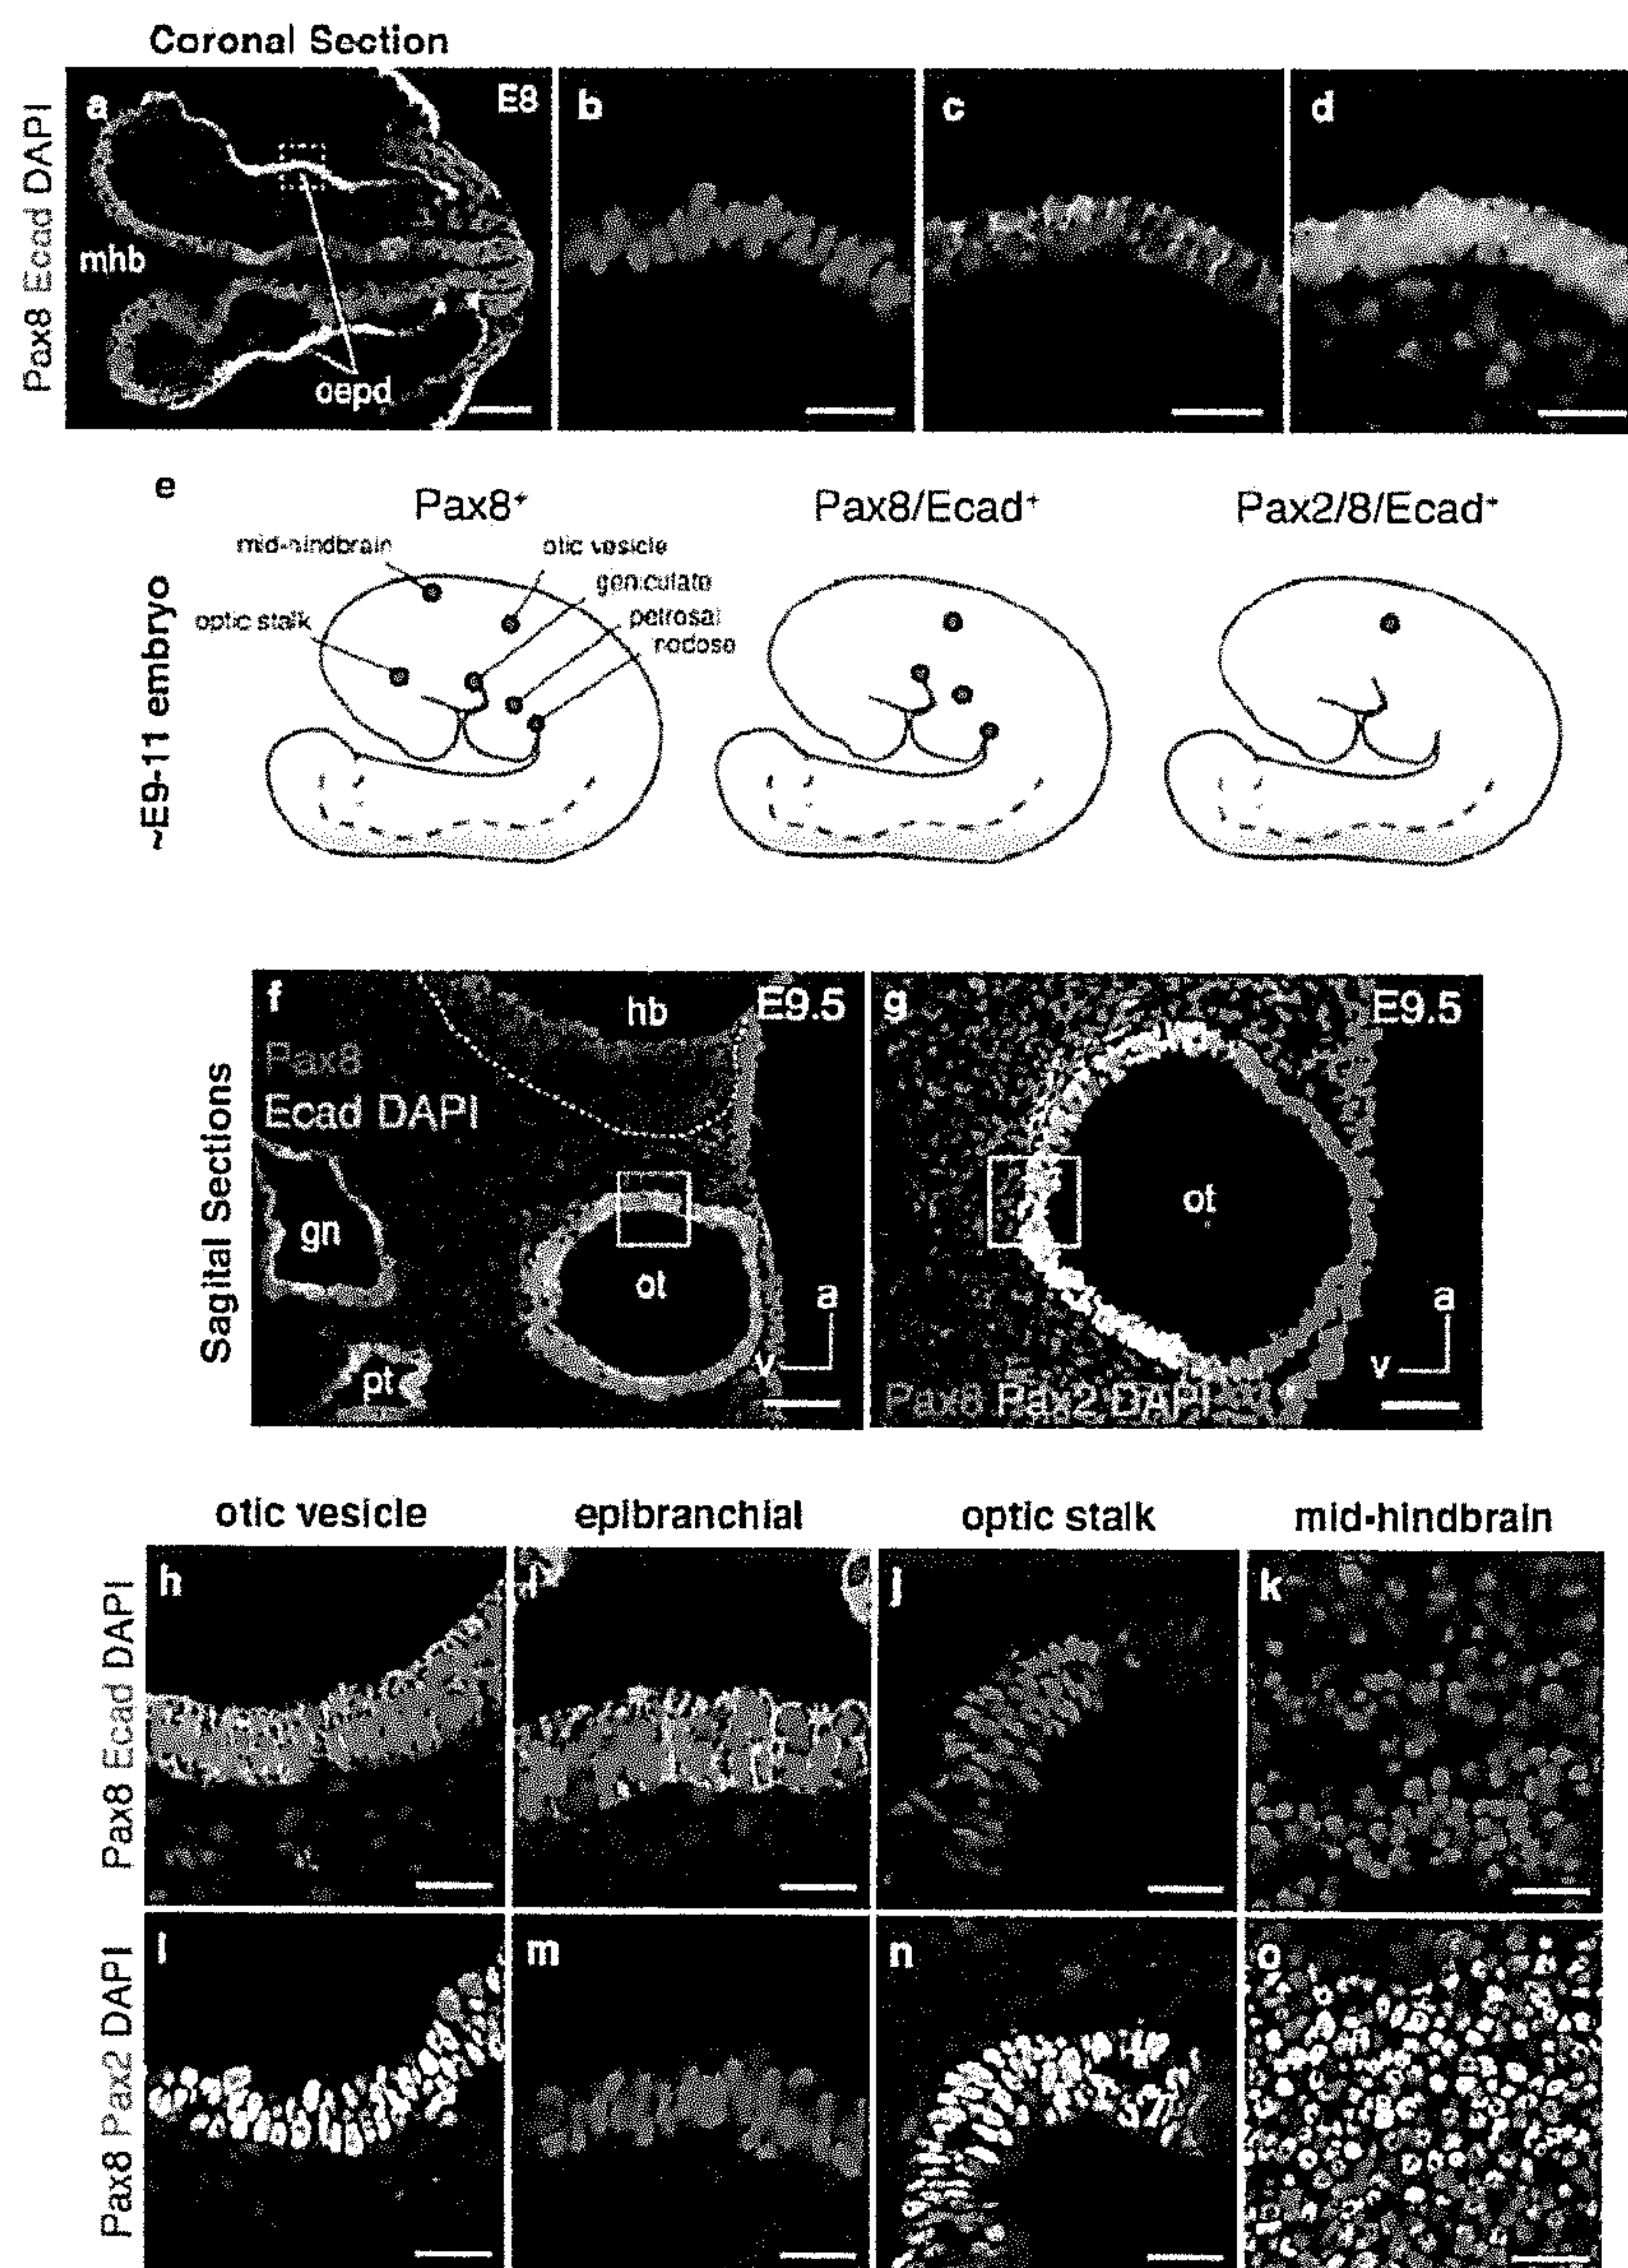 Coronal Section
Pax8 Ecad DAPI
a
E8
mhb
oepd
b
c
d
e
~E9-11 embryo
Pax8+
Pax8/Ecad+
Pax2/8/Ecad+
mid-hindbrain
otic vesicle
geniculate
optic stalk
petrosal
nodose
Sagital Sections
f
hb
E9.5
Pax8
Ecad DAPI
gn
ot
pt
a
v
g
E9.5
ot
a
v
Pax8 Pax2 DAPI
otic vesicle
epibranchial
optic stalk
mid-hindbrain
Pax8 Ecad DAPI
h
i
j
k
Pax8 Pax2 DAPI
l
m
n
o